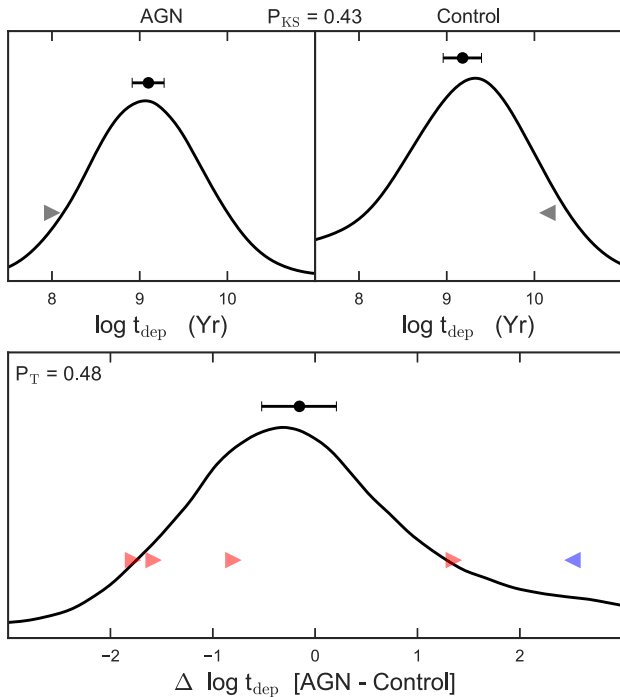 AGN P_KS = 0.43 Control
8 9 10 8 9 10
log t_dep (Yr) log t_dep (Yr)
P_T = 0.48
−2 −1 0 1 2
Δ log t_dep [AGN - Control]